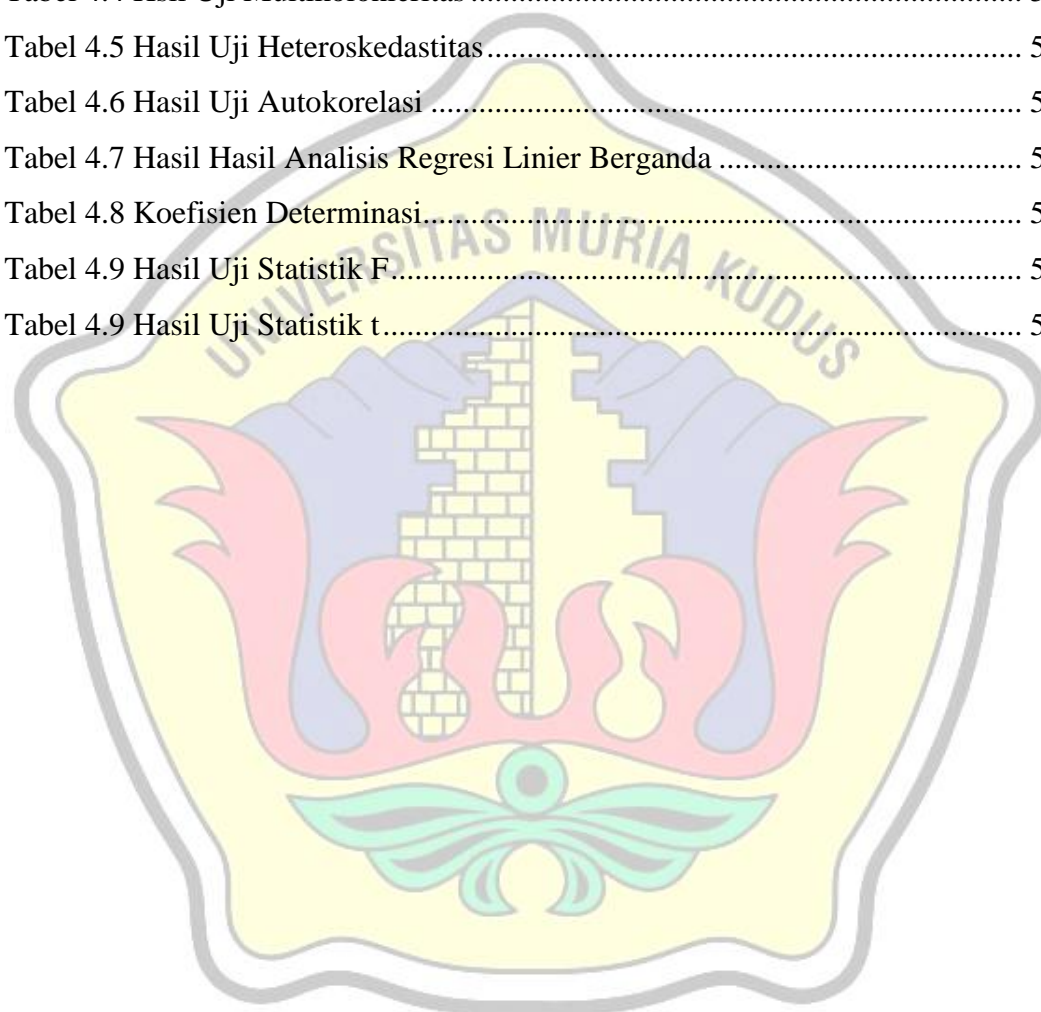 Tabel 4.5 Hasil Uji Heteroskedastitas ........................................................................ 5
Tabel 4.6 Hasil Uji Autokorelasi ................................................................................ 5
Tabel 4.7 Hasil Hasil Analisis Regresi Linier Berganda ......................................... 5
Tabel 4.8 Koefisien Determinasi ................................................................................ 5
Tabel 4.9 Hasil Uji Statistik F ..................................................................................... 5
Tabel 4.9 Hasil Uji Statistik t ...................................................................................... 5
UNIVERSITAS MURIA KUDUS